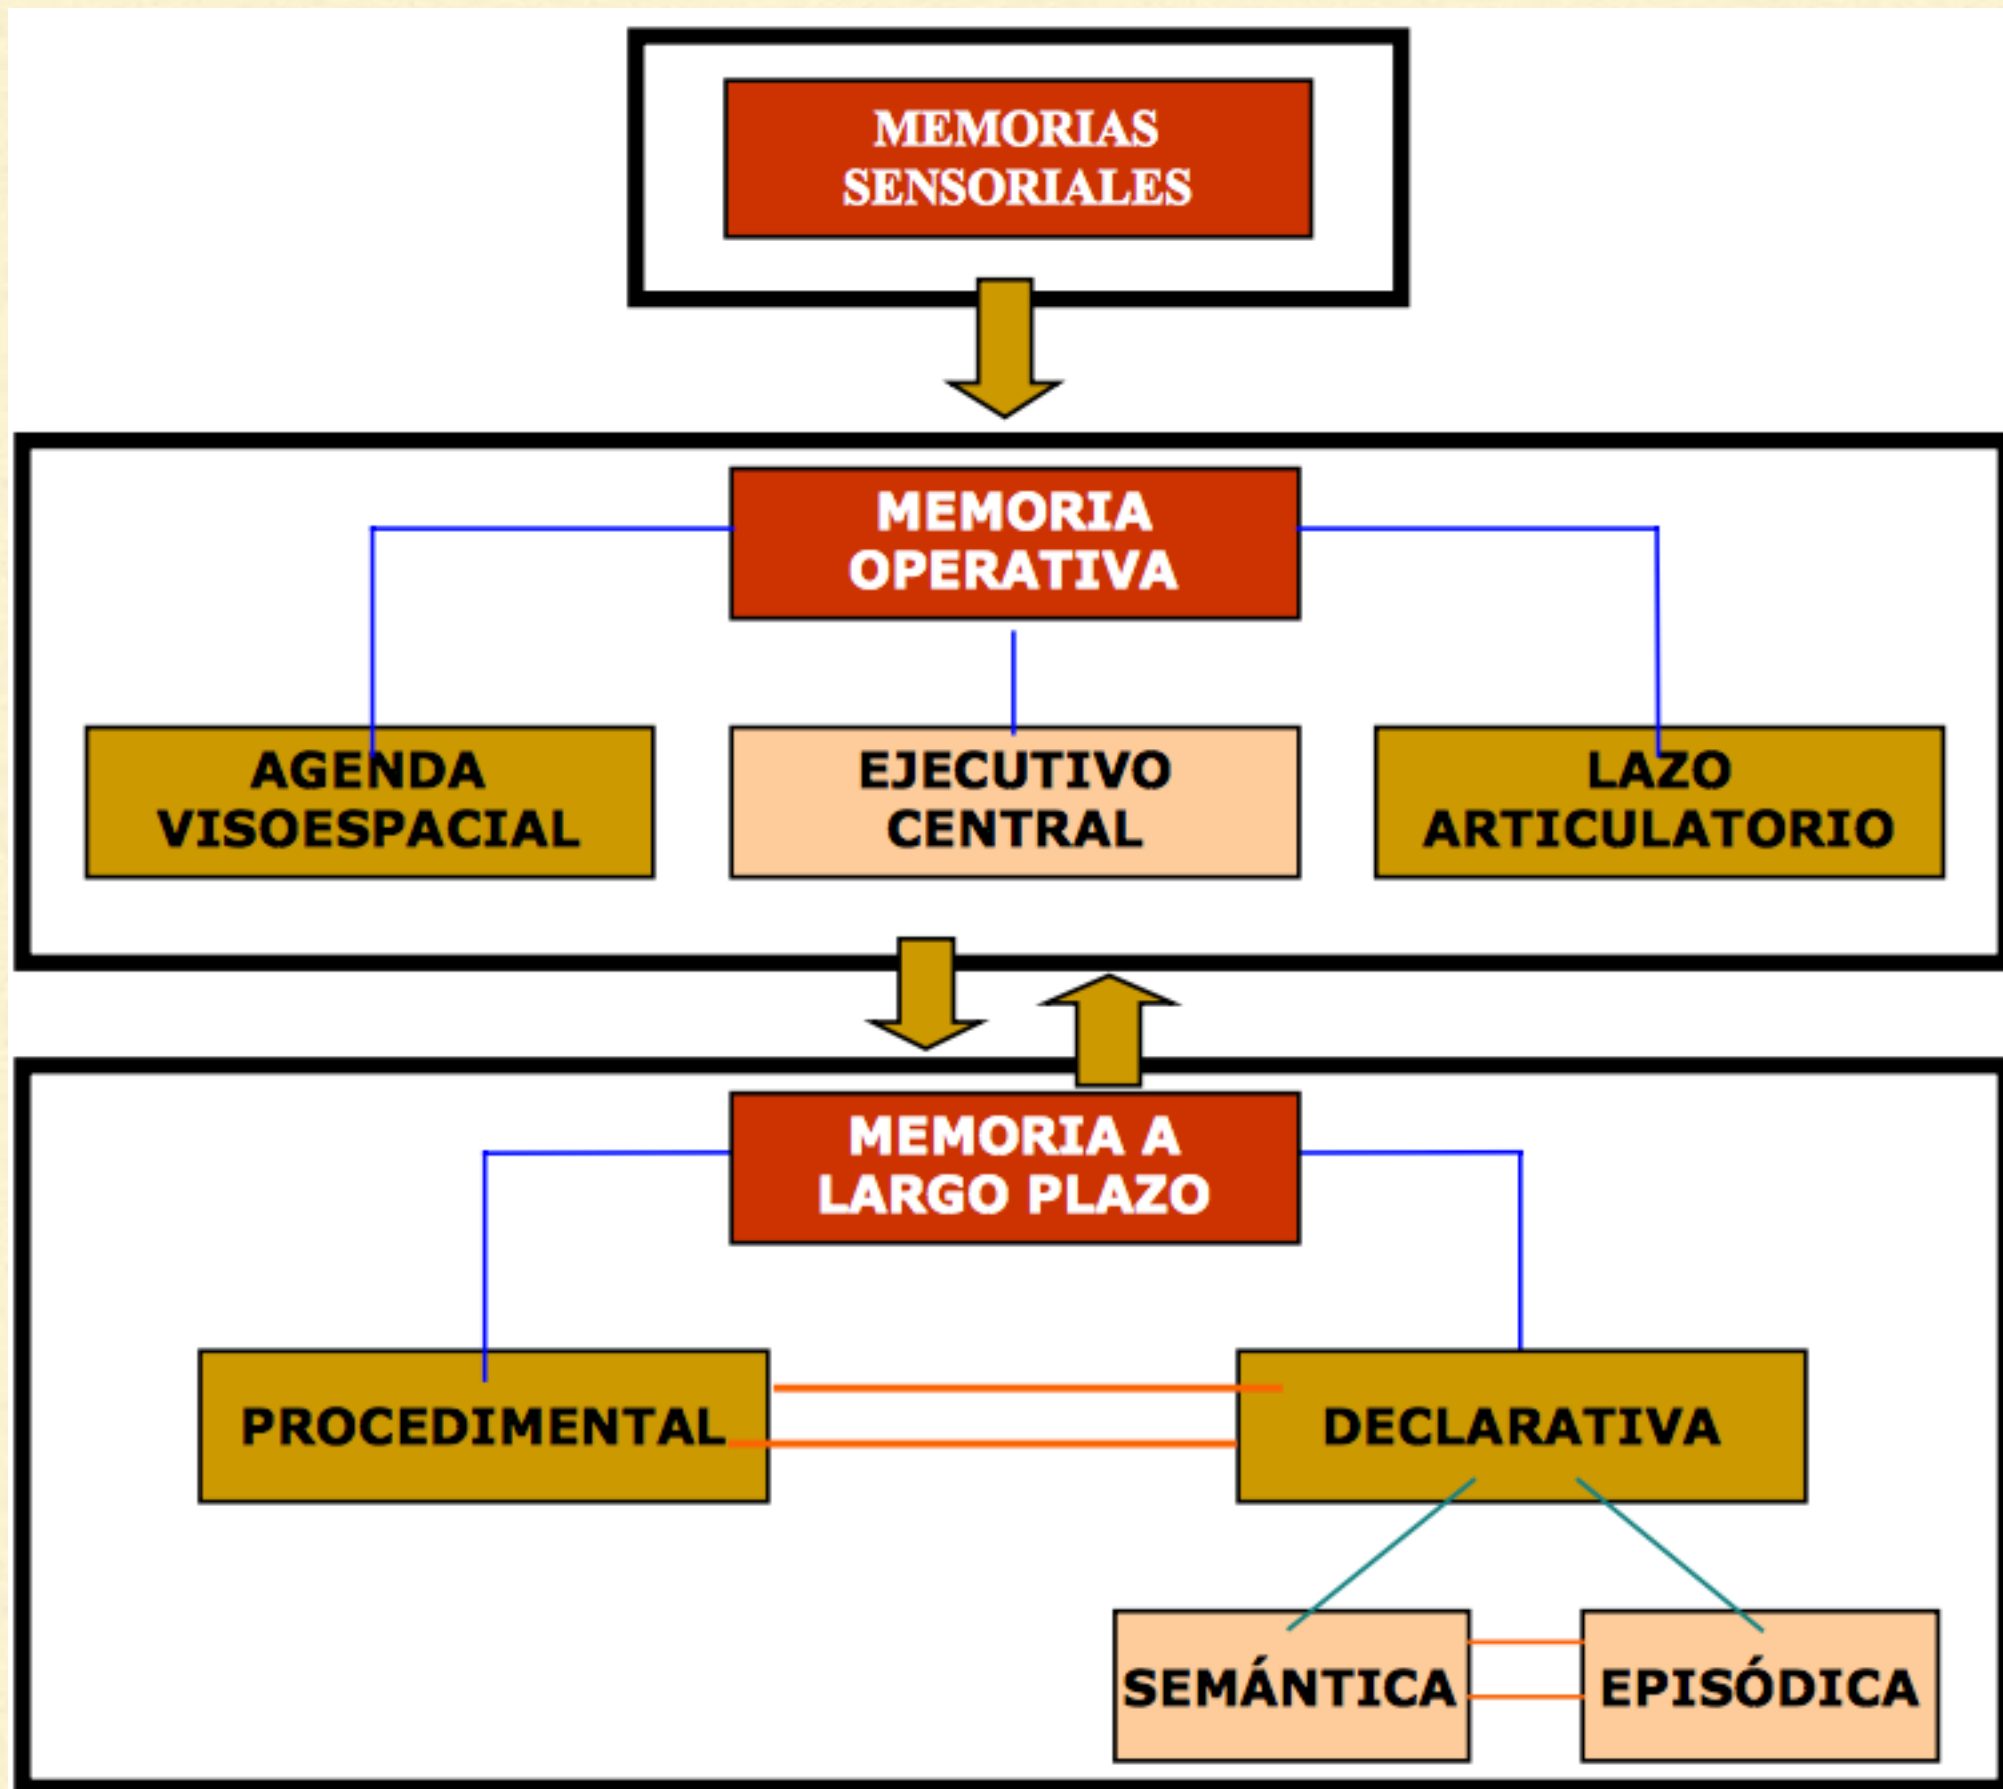 MEMORIAS
SENSORIALES
MEMORIA
OPERATIVA
AGENDA
VISOESPACIAL
EJECUTIVO
CENTRAL
LAZO
ARTICULATORIO
MEMORIA A
LARGO PLAZO
PROCEDIMENTAL
DECLARATIVA
SEMÁNTICA
EPISÓDICA